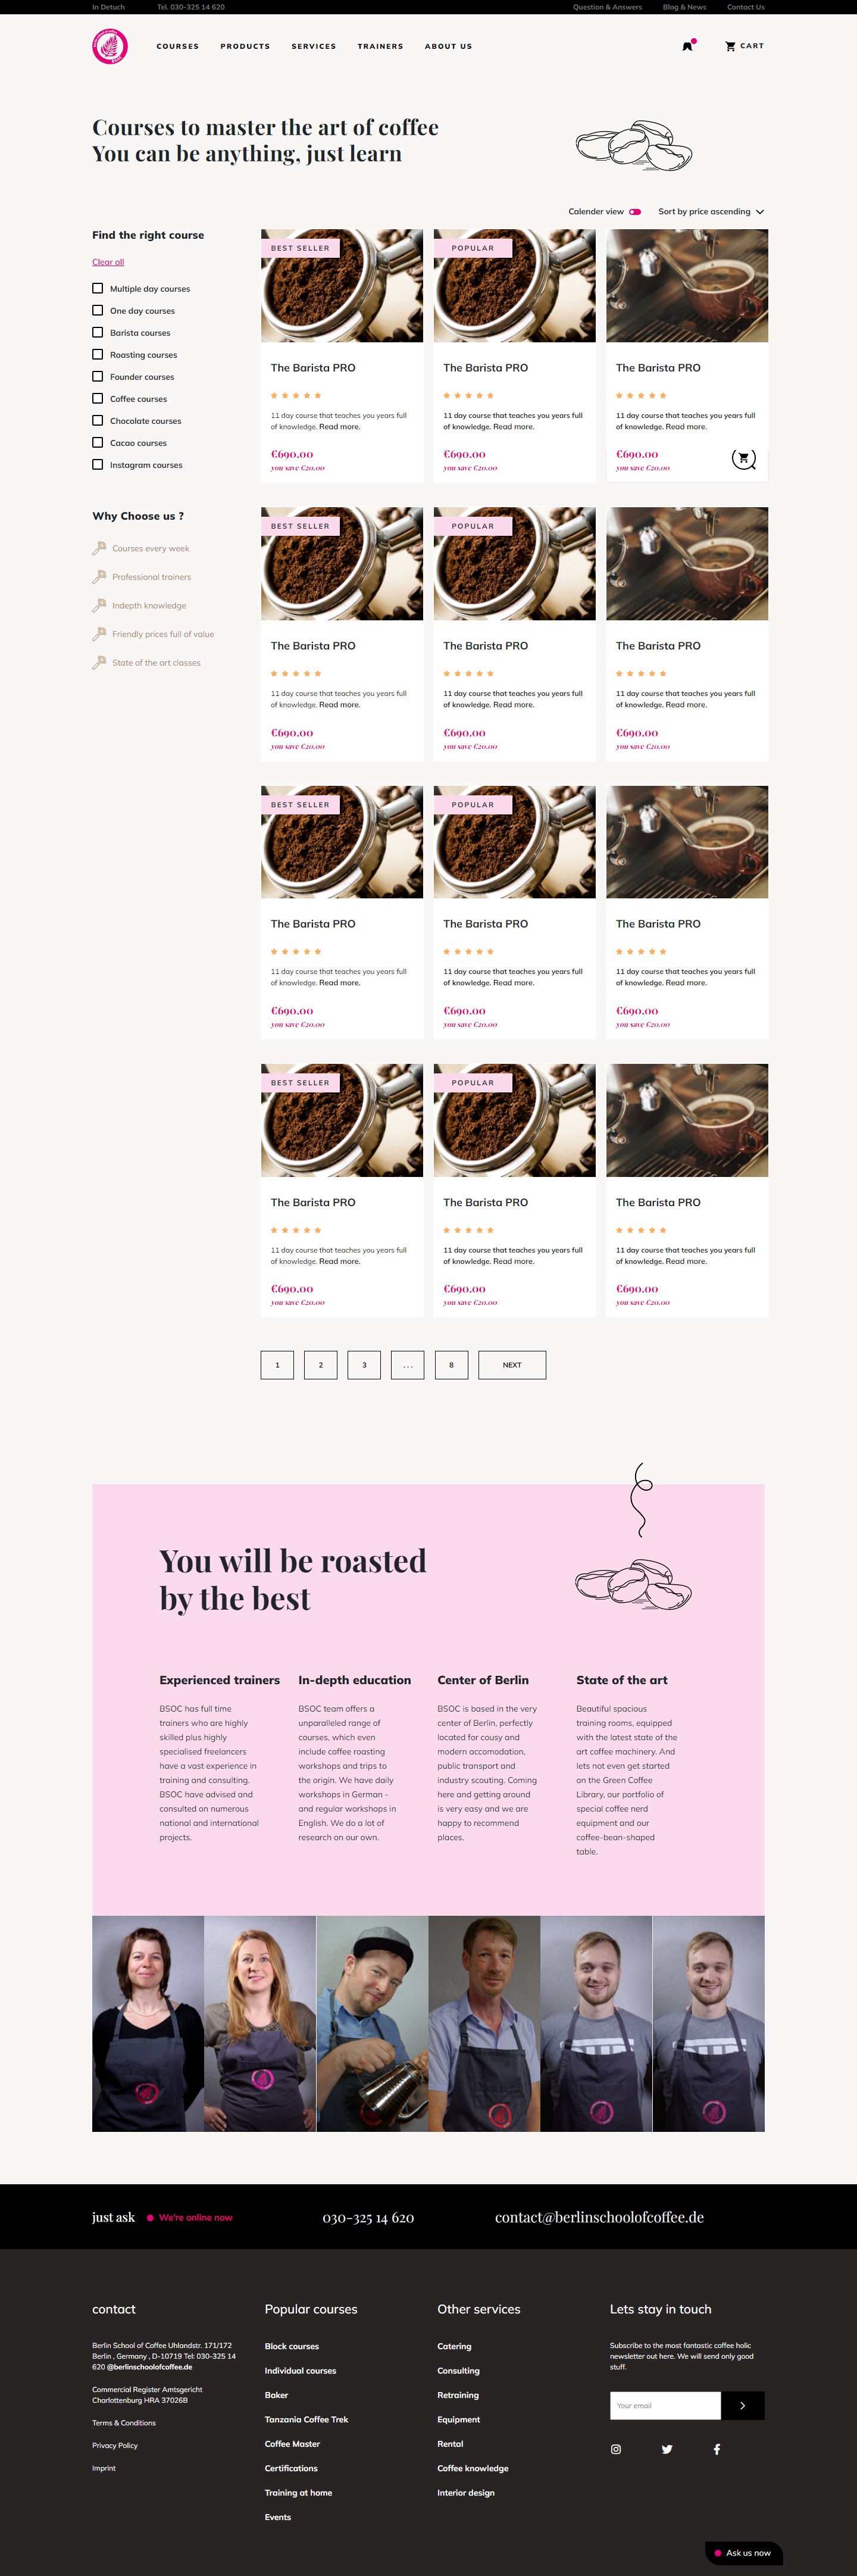 In Detuch Tel. 030-325 14 620 Question & Answers Blog & News Contact Us
COURSES PRODUCTS SERVICES TRAINERS ABOUT US CART
Courses to master the art of coffee
You can be anything, just learn
Calender view Sort by price ascending
Find the right course
Clear all
Multiple day courses
One day courses
Barista courses
Roasting courses
Founder courses
Coffee courses
Chocolate courses
Cacao courses
Instagram courses
Why Choose us ?
Courses every week
Professional trainers
Indepth knowledge
Friendly prices full of value
State of the art classes
BEST SELLER
The Barista PRO
11 day course that teaches you years full
of knowledge. Read more.
€690.00
you save €20.00
POPULAR
The Barista PRO
11 day course that teaches you years full
of knowledge. Read more.
€690.00
you save €20.00
The Barista PRO
11 day course that teaches you years full
of knowledge. Read more.
€690.00
you save €20.00
BEST SELLER
The Barista PRO
11 day course that teaches you years full
of knowledge. Read more.
€690.00
you save €20.00
POPULAR
The Barista PRO
11 day course that teaches you years full
of knowledge. Read more.
€690.00
you save €20.00
The Barista PRO
11 day course that teaches you years full
of knowledge. Read more.
€690.00
you save €20.00
BEST SELLER
The Barista PRO
11 day course that teaches you years full
of knowledge. Read more.
€690.00
you save €20.00
POPULAR
The Barista PRO
11 day course that teaches you years full
of knowledge. Read more.
€690.00
you save €20.00
The Barista PRO
11 day course that teaches you years full
of knowledge. Read more.
€690.00
you save €20.00
BEST SELLER
The Barista PRO
11 day course that teaches you years full
of knowledge. Read more.
€690.00
you save €20.00
POPULAR
The Barista PRO
11 day course that teaches you years full
of knowledge. Read more.
€690.00
you save €20.00
The Barista PRO
11 day course that teaches you years full
of knowledge. Read more.
€690.00
you save €20.00
1 2 3 ... 8 NEXT
You will be roasted
by the best
Experienced trainers
BSOC has full time
trainers who are highly
skilled plus highly
specialised freelancers
have a vast experience in
training and consulting.
BSOC have advised and
consulted on numerous
national and international
projects.
In-depth education
BSOC team offers a
unparalleled range of
courses, which even
include coffee roasting
workshops and trips to
the origin. We have daily
workshops in German -
and regular workshops in
English. We do a lot of
research on our own.
Center of Berlin
BSOC is based in the very
center of Berlin, perfectly
located for cousy and
modern accomodation,
public transport and
industry scouting. Coming
here and getting around
is very easy and we are
happy to recommend
places.
State of the art
Beautiful spacious
training rooms, equipped
with the latest state of the
art coffee machinery. And
lets not even get started
on the Green Coffee
Library, our portfolio of
special coffee nerd
equipment and our
coffee-bean-shaped
table.
just ask We're online now 030-325 14 620 contact@berlinschoolofcoffee.de
contact
Berlin School of Coffee Uhlandstr. 171/172
Berlin , Germany , D-10719 Tel: 030-325 14
620 @berlinschoolofcoffee.de
Commercial Register Amtsgericht
Charlottenburg HRA 37026B
Terms & Conditions
Privacy Policy
Imprint
Popular courses
Block courses
Individual courses
Baker
Tanzania Coffee Trek
Coffee Master
Certifications
Training at home
Events
Other services
Catering
Consulting
Retraining
Equipment
Rental
Coffee knowledge
Interior design
Lets stay in touch
Subscribe to the most fantastic coffee holic
newsletter out here. We will send only good
stuff.
Your email
Ask us now